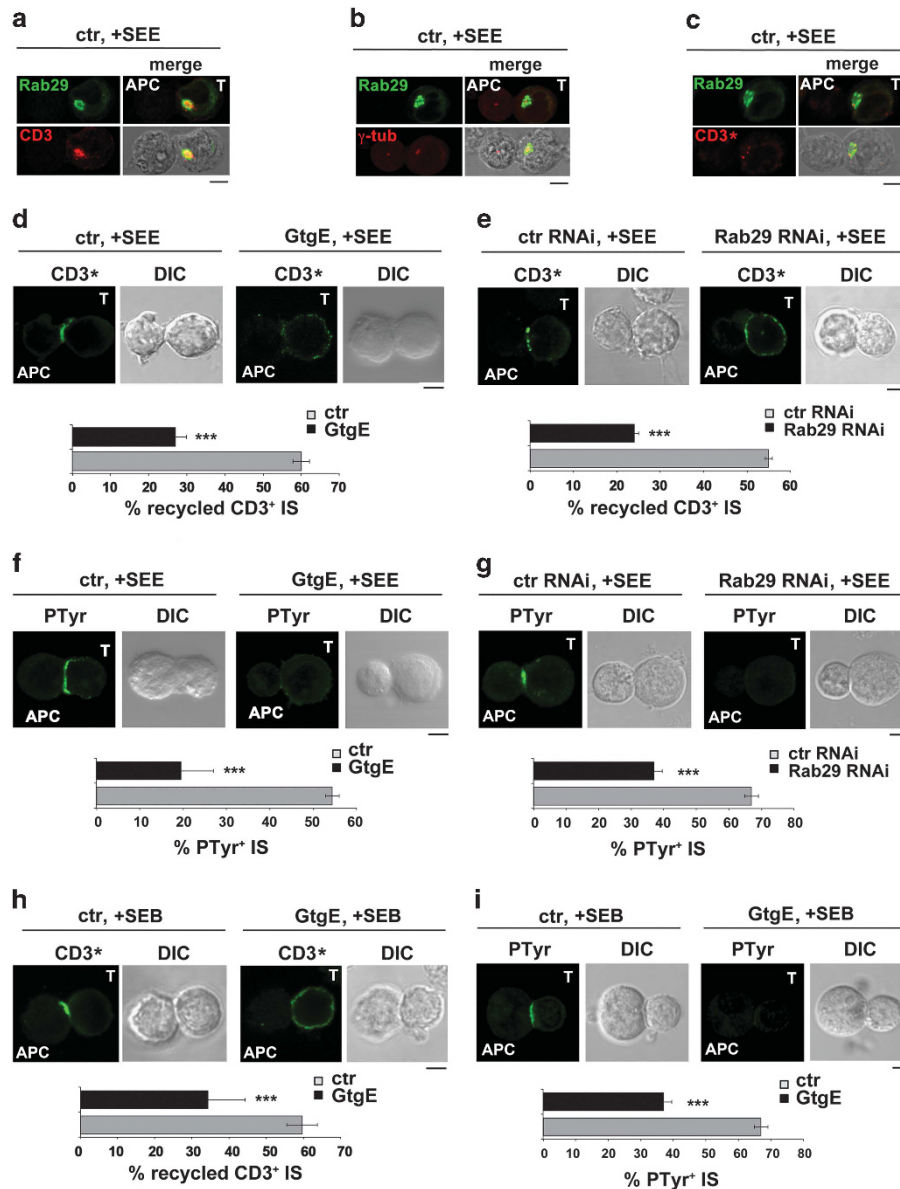 a
ctr, +SEE
merge
Rab29
APC
T
CD3
b
ctr, +SEE
merge
Rab29
APC
T
γ-tub
c
ctr, +SEE
merge
Rab29
APC
T
CD3*
d
ctr, +SEE
GtgE, +SEE
CD3*
DIC
CD3*
DIC
T
T
APC
APC
ctr
GtgE
***
0 10 20 30 40 50 60 70
% recycled CD3+ IS
e
ctr RNAi, +SEE
Rab29 RNAi, +SEE
CD3*
DIC
CD3*
DIC
T
T
APC
APC
ctr RNAi
Rab29 RNAi
***
0 10 20 30 40 50 60
% recycled CD3+ IS
f
ctr, +SEE
GtgE, +SEE
PTyr
DIC
PTyr
DIC
T
T
APC
APC
ctr
GtgE
***
0 10 20 30 40 50 60
% PTyr+ IS
g
ctr RNAi, +SEE
Rab29 RNAi, +SEE
PTyr
DIC
PTyr
DIC
T
T
APC
APC
ctr RNAi
Rab29 RNAi
***
0 10 20 30 40 50 60 70 80
% PTyr+ IS
h
ctr, +SEB
GtgE, +SEB
CD3*
DIC
CD3*
DIC
T
T
APC
APC
ctr
GtgE
***
0 10 20 30 40 50 60 70
% recycled CD3+ IS
i
ctr, +SEB
GtgE, +SEB
PTyr
DIC
PTyr
DIC
T
T
APC
APC
ctr
GtgE
***
0 10 20 30 40 50 60 70 80
% PTyr+ IS